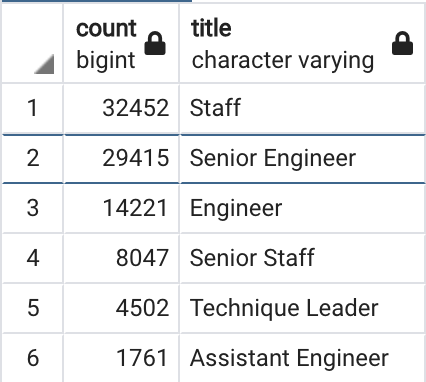 count title
bigint character varying
1 32452 Staff
2 29415 Senior Engineer
3 14221 Engineer
4 8047 Senior Staff
5 4502 Technique Leader
6 1761 Assistant Engineer